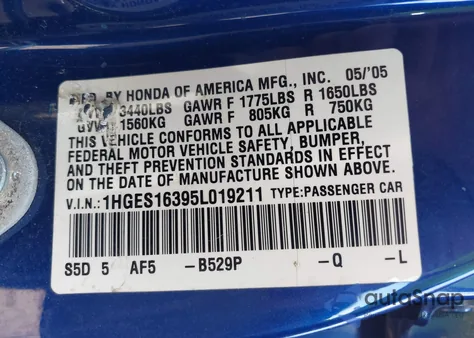 MFD. BY HONDA OF AMERICA MFG., INC. 05/'05
3440LBS GAWR F 1775LBS R 1650LBS
GVWR 1560KG GAWR F 805KG R 750KG
THIS VEHICLE CONFORMS TO ALL APPLICABLE
FEDERAL MOTOR VEHICLE SAFETY, BUMPER,
AND THEFT PREVENTION STANDARDS IN EFFECT
ON THE DATE OF MANUFACTURE SHOWN ABOVE.
V.I.N.: 1HGES16395L019211 TYPE:PASSENGER CAR
S5D 5 AF5 -B529P -Q -L
autoSnap